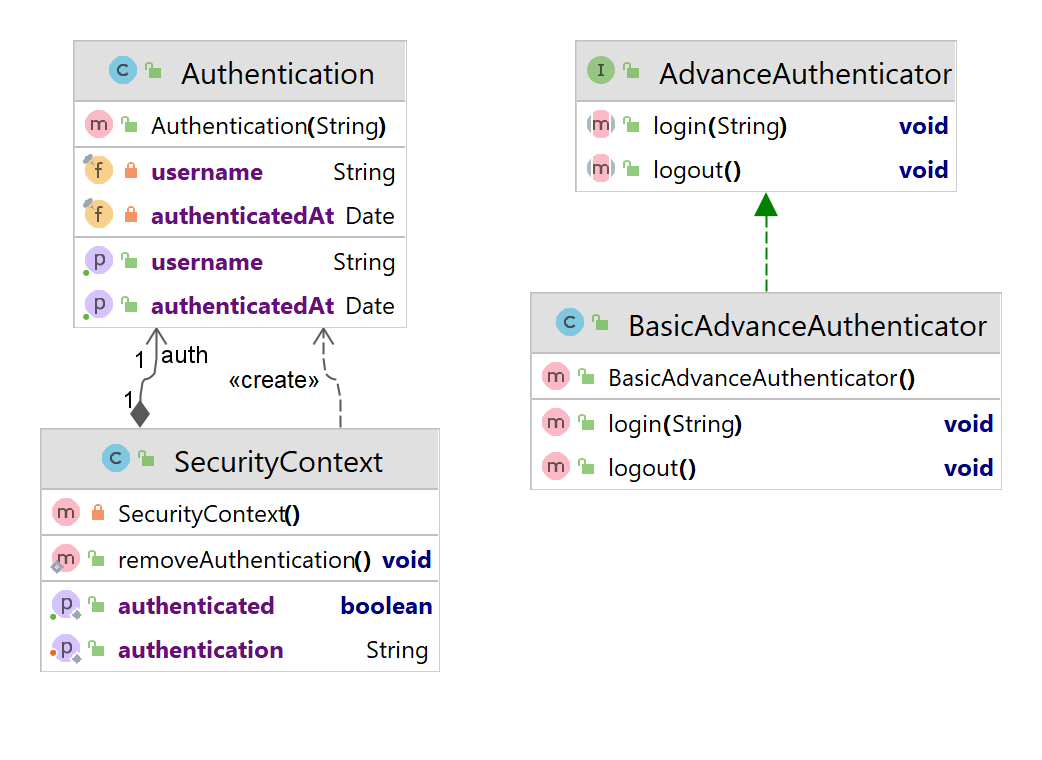 Authentication
Authentication(String)
username String
authenticatedAt Date
username String
authenticatedAt Date
1 auth
«create»
1
SecurityContext
SecurityContext()
removeAuthentication() void
authenticated boolean
authentication String
AdvanceAuthenticator
login(String) void
logout() void
BasicAdvanceAuthenticator
BasicAdvanceAuthenticator()
login(String) void
logout() void